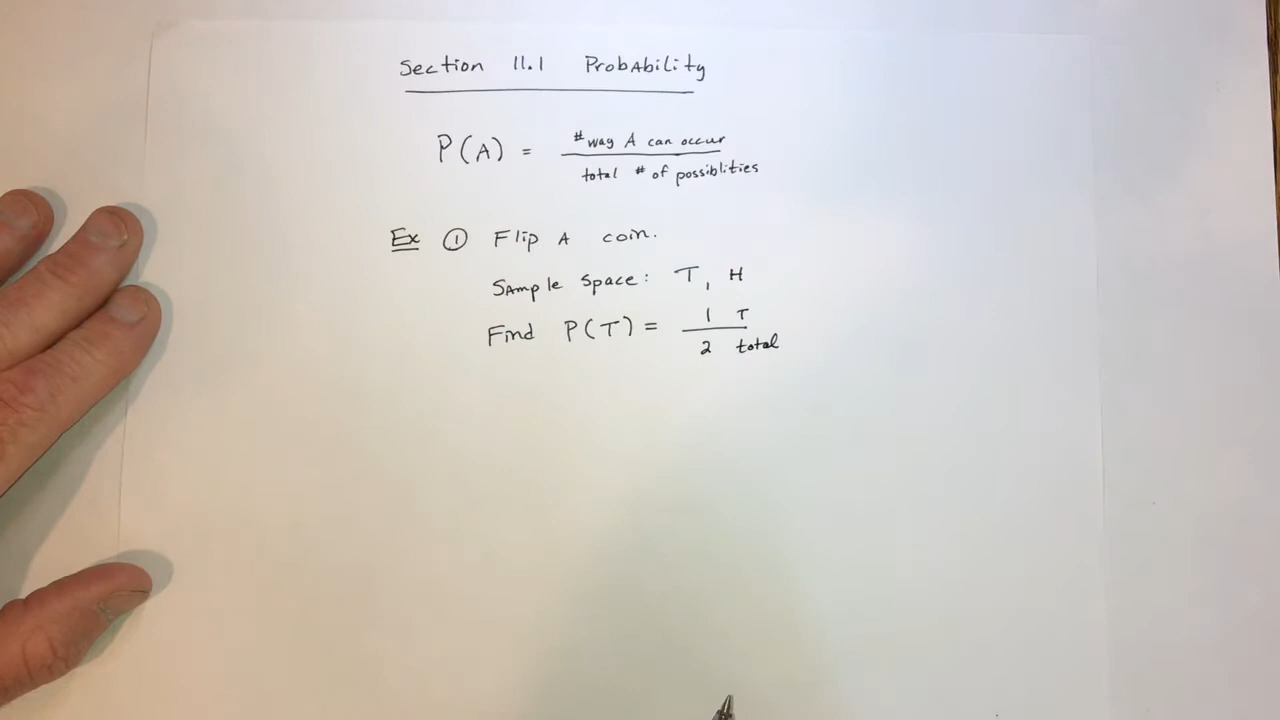 Section 11.1 Probability
P(A) = # way A can occur / total # of possiblities
Ex ① Flip A coin.
Sample Space: T, H
Find P(T) = 1 T / 2 total